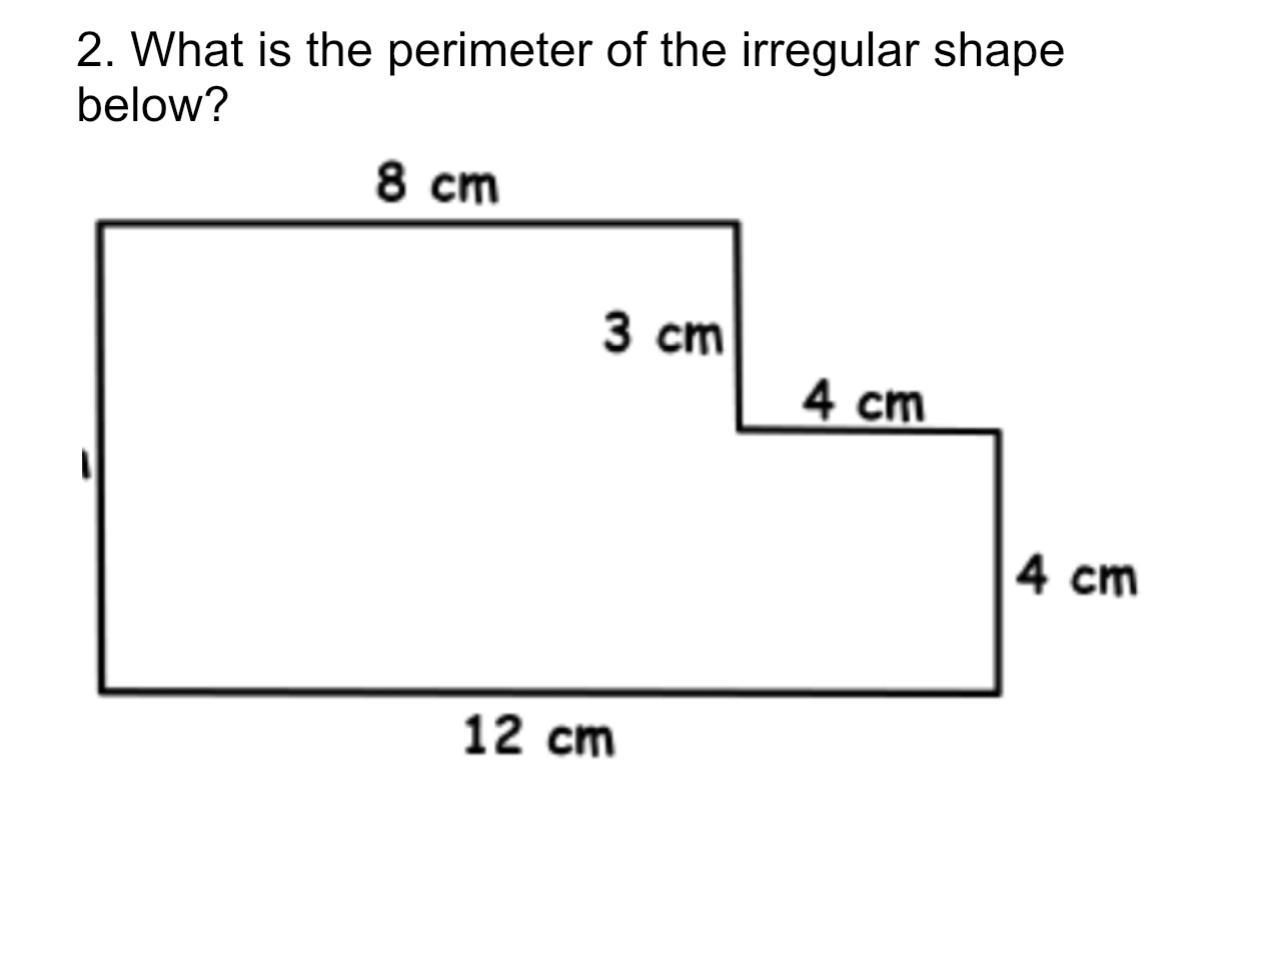 2. What is the perimeter of the irregular shape
below?
8 cm
3 cm
4 cm
4 cm
12 cm